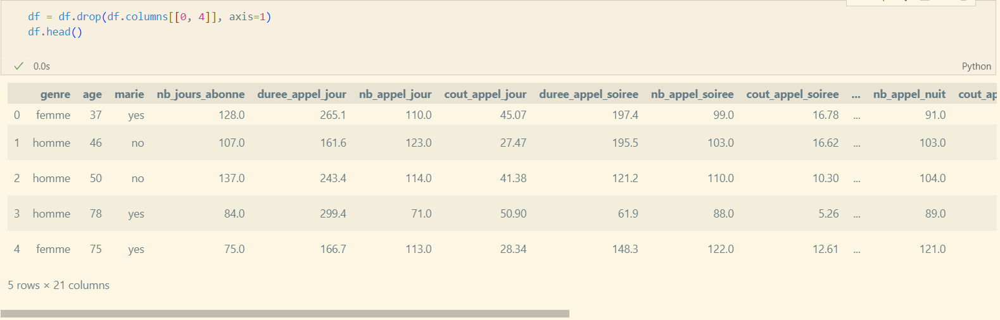 df = df.drop(df.columns[[0, 4]], axis=1)
df.head()
0.0s
Python
genre age marie nb_jours_abonne duree_appel_jour nb_appel_jour cout_appel_jour duree_appel_soiree nb_appel_soiree cout_appel_soiree ... nb_appel_nuit cout_ap
0 femme 37 yes 128.0 265.1 110.0 45.07 197.4 99.0 16.78 ... 91.0
1 homme 46 no 107.0 161.6 123.0 27.47 195.5 103.0 16.62 ... 103.0
2 homme 50 no 137.0 243.4 114.0 41.38 121.2 110.0 10.30 ... 104.0
3 homme 78 yes 84.0 299.4 71.0 50.90 61.9 88.0 5.26 ... 89.0
4 femme 75 yes 75.0 166.7 113.0 28.34 148.3 122.0 12.61 ... 121.0
5 rows × 21 columns